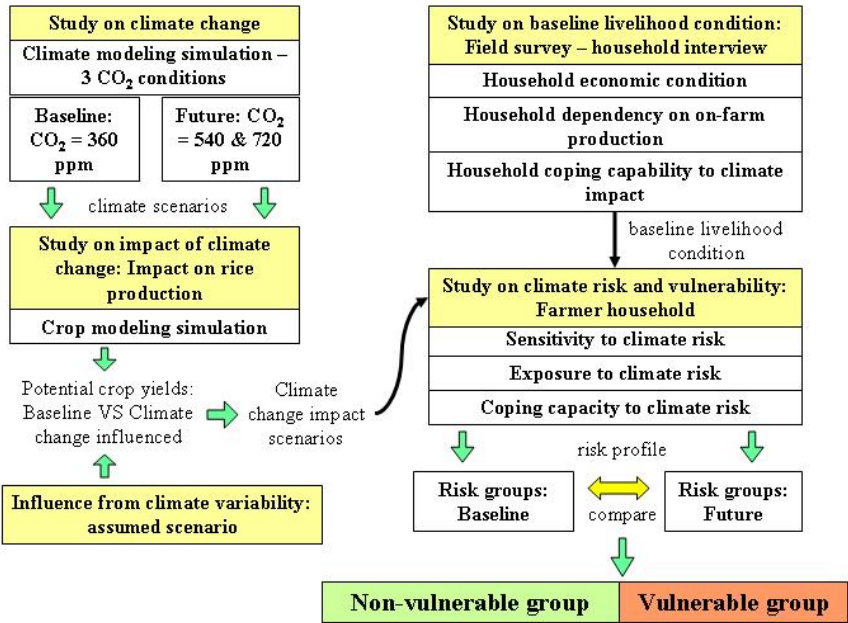 Study on climate change
Climate modeling simulation –
3 CO₂ conditions
Baseline:
CO₂ = 360
ppm
Future: CO₂
= 540 & 720
ppm
climate scenarios
Study on impact of climate
change: Impact on rice
production
Crop modeling simulation
Potential crop yields:
Baseline VS Climate
change influenced
Climate
change impact
scenarios
Influence from climate variability:
assumed scenario
Study on baseline livelihood condition:
Field survey – household interview
Household economic condition
Household dependency on on-farm
production
Household coping capability to climate
impact
baseline livelihood
condition
Study on climate risk and vulnerability:
Farmer household
Sensitivity to climate risk
Exposure to climate risk
Coping capacity to climate risk
risk profile
Risk groups:
Baseline
compare
Risk groups:
Future
Non-vulnerable group
Vulnerable group